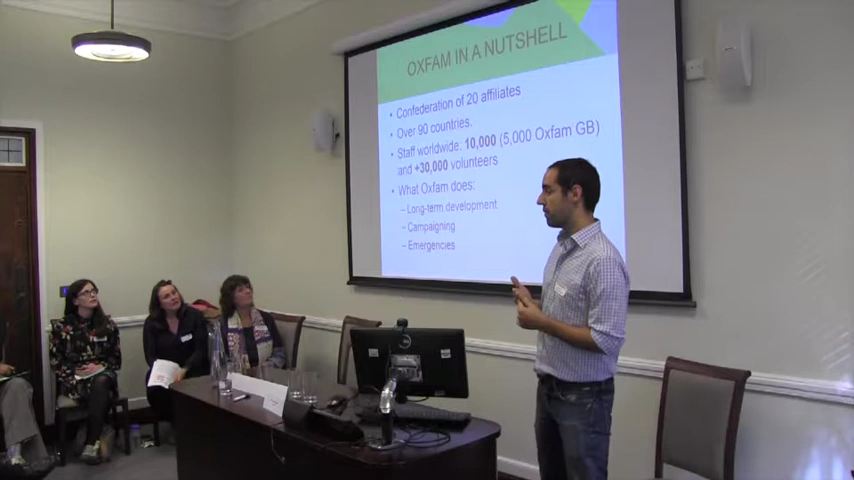 OXFAM IN A NUTSHELL
• Confederation of 20 affiliates
• Over 90 countries.
• Staff worldwide: 10,000 (5,000 Oxfam GB)
and +30,000 volunteers
• What Oxfam does:
– Long-term development
– Campaigning
– Emergencies